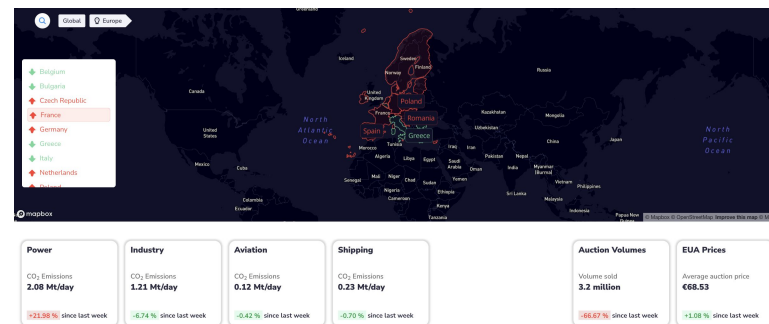 Greenland
Global
Europe
Iceland
Sweden
Finland
Norway
Russia
Belgium
Bulgaria
Czech Republic
France
Germany
Greece
Italy
Netherlands
Poland
Canada
United
Kingdom
Poland
France
Romania
Kazakhstan
Mongolia
North
Atlantic
Ocean
Spain
Greece
Uzbekistan
United
States
China
Japan
North
Pacific
Ocean
Morocco
Tunisia
Iraq
Iran
Algeria
Libya
Egypt
Saudi
Arabia
Pakistan
Nepal
Mexico
Cuba
Oman
India
Myanmar
(Burma)
Senegal
Mali
Niger
Chad
Sudan
Yemen
Vietnam
Philippines
Nigeria
Ethiopia
Sri Lanka
Colombia
Cameroon
Malaysia
Ecuador
Kenya
Indonesia
Tanzania
Papua New
Guinea
mapbox
© Mapbox © OpenStreetMap Improve this map © M
Power
Industry
Aviation
Shipping
Auction Volumes
EUA Prices
CO₂ Emissions
CO₂ Emissions
CO₂ Emissions
CO₂ Emissions
Volume sold
Average auction price
2.08 Mt/day
1.21 Mt/day
0.12 Mt/day
0.23 Mt/day
3.2 million
€68.53
+21.98 % since last week
-6.74 % since last week
-0.42 % since last week
-0.70 % since last week
-66.67 % since last week
+1.08 % since last week